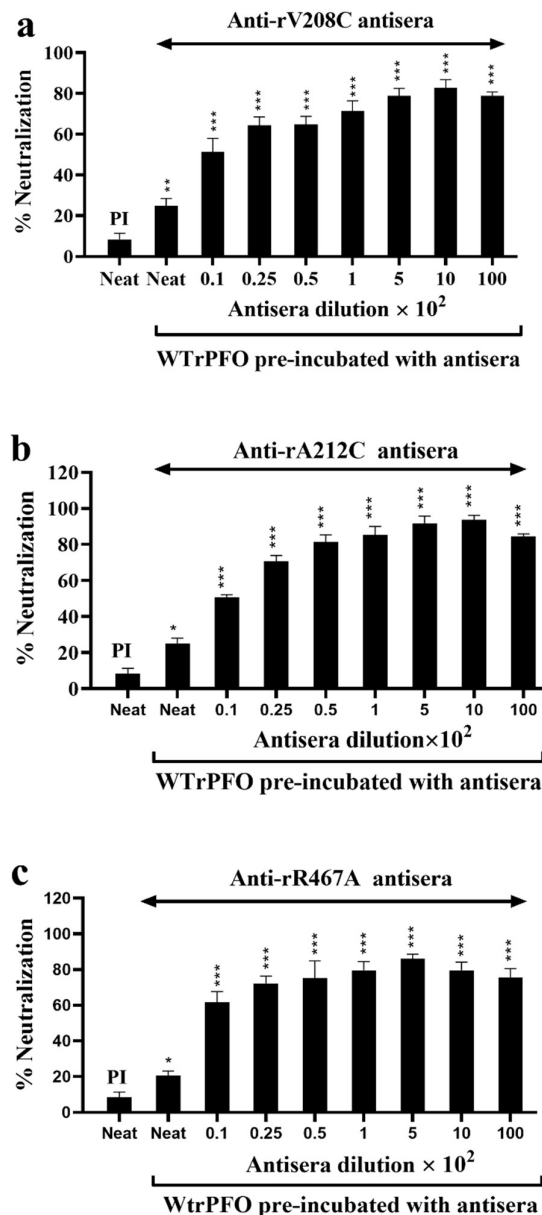 a
Anti-rV208C antisera
% Neutralization
100
80
60
40
20
0
PI
**
***
***
***
***
***
***
***
Neat Neat 0.1 0.25 0.5 1 5 10 100
Antisera dilution × 10²
WTrPFO pre-incubated with antisera
b
Anti-rA212C antisera
% Neutralization
120
100
80
60
40
20
0
PI
*
***
***
***
***
***
***
***
Neat Neat 0.1 0.25 0.5 1 5 10 100
Antisera dilution×10²
WTrPFO pre-incubated with antisera
c
Anti-rR467A antisera
% Neutralization
120
100
80
60
40
20
0
PI
*
***
***
***
***
***
***
***
Neat Neat 0.1 0.25 0.5 1 5 10 100
Antisera dilution × 10²
WtrPFO pre-incubated with antisera